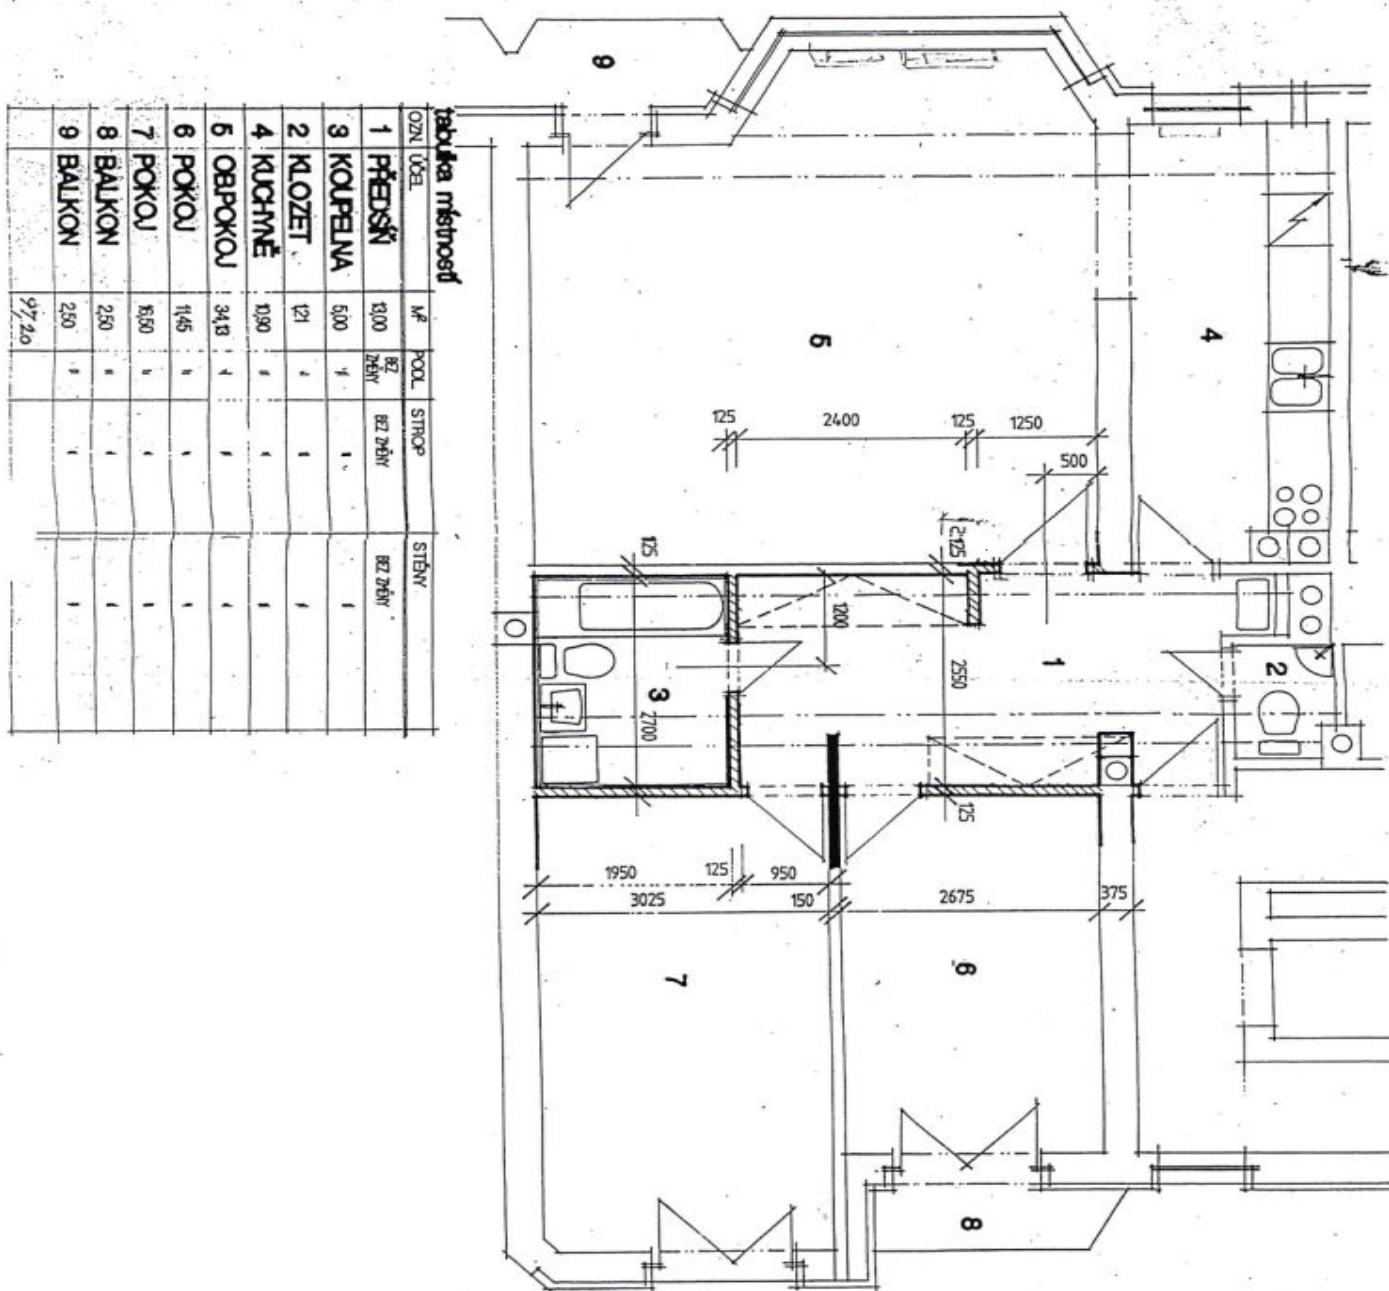 tabulka místností
OZN. ÚČEL M² PODL. STROP STĚNY
1 PŘEDSÍŇ 13,00 BEZ ZMĚNY BEZ ZMĚNY BEZ ZMĚNY
3 KOUPELNA 5,00 " " "
2 KLOZET 1,21 " " "
4 KUCHYNĚ 10,90 " " "
5 OB.POKOJ 34,13 " " "
6 POKOJ 11,45 " " "
7 POKOJ 16,50 " " "
8 BALKON 2,50 " " "
9 BALKON 2,50 " " "
97,20
9
5
4
125
2400
125
1250
500
125
125
1200
2550
1
2
3
2700
125
1950
125
950
3025
150
2675
375
7
6
8